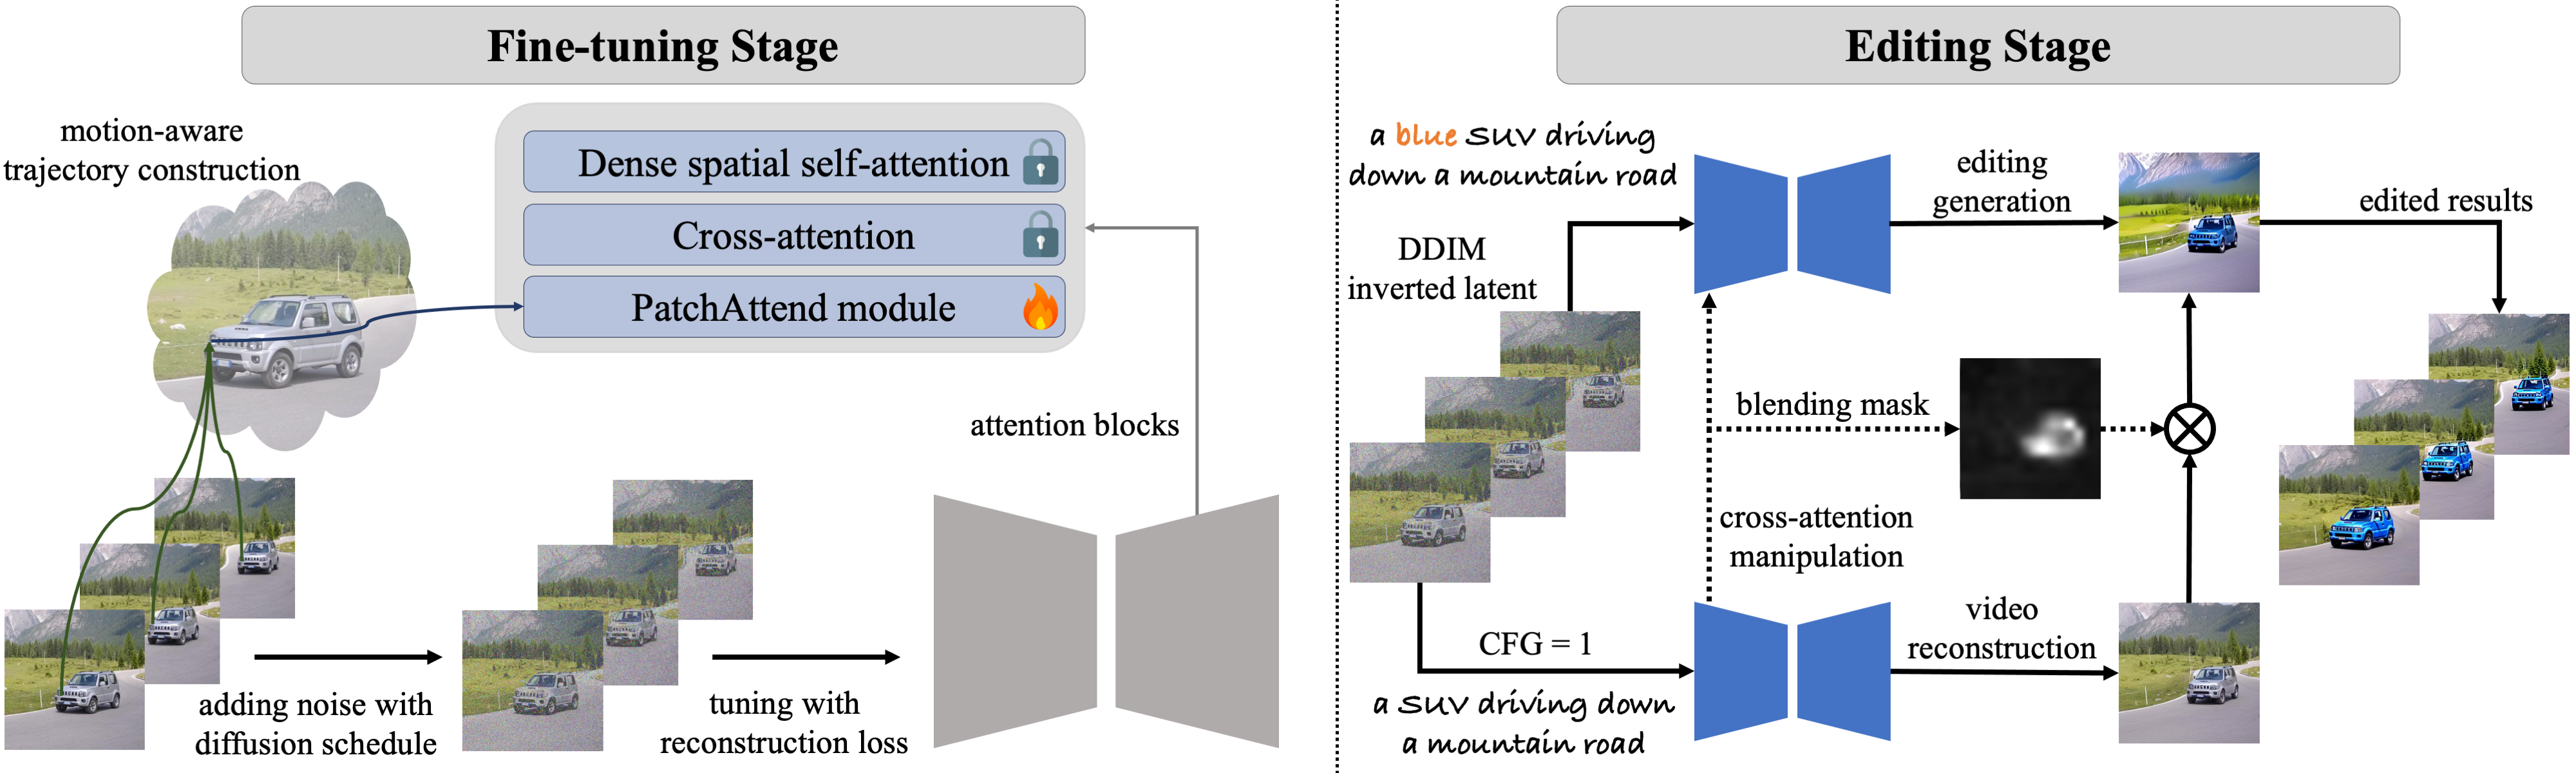 Fine-tuning Stage
motion-aware
trajectory construction
Dense spatial self-attention
Cross-attention
PatchAttend module
attention blocks
adding noise with
diffusion schedule
tuning with
reconstruction loss
Editing Stage
a blue SUV driving
down a mountain road
DDIM
inverted latent
editing
generation
edited results
blending mask
cross-attention
manipulation
CFG = 1
a SUV driving down
a mountain road
video
reconstruction